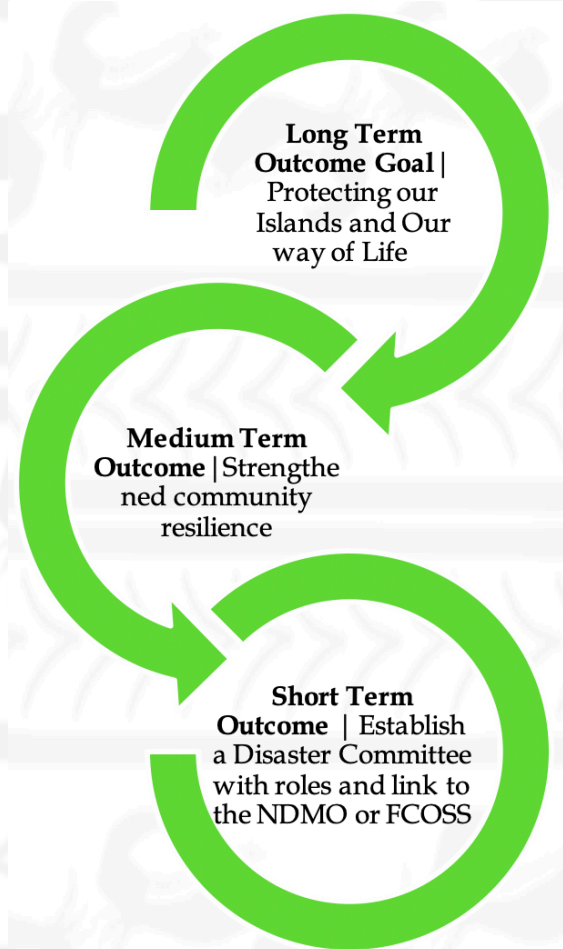 Long Term
Outcome Goal|
Protecting our
Islands and Our
way of Life
Medium Term
Outcome |Strengthe
ned community
resilience
Short Term
Outcome | Establish
a Disaster Committee
with roles and link to
the NDMO or FCOSS